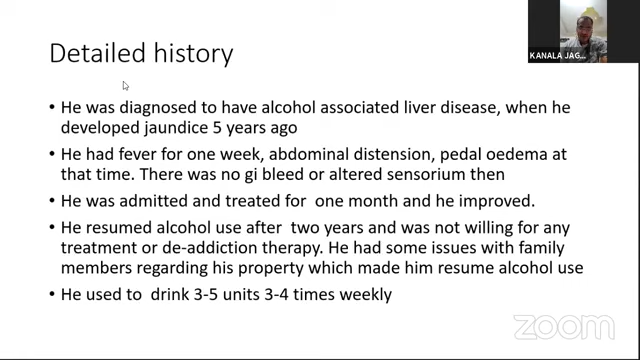 Detailed history
KANALA JAG...
• He was diagnosed to have alcohol associated liver disease, when he
developed jaundice 5 years ago
• He had fever for one week, abdominal distension, pedal oedema at
that time. There was no gi bleed or altered sensorium then
• He was admitted and treated for  one month and he improved.
• He resumed alcohol use after  two years and was not willing for any
treatment or de-addiction therapy. He had some issues with family
members regarding his property which made him resume alcohol use
• He used to  drink 3-5 units 3-4 times weekly
zoom